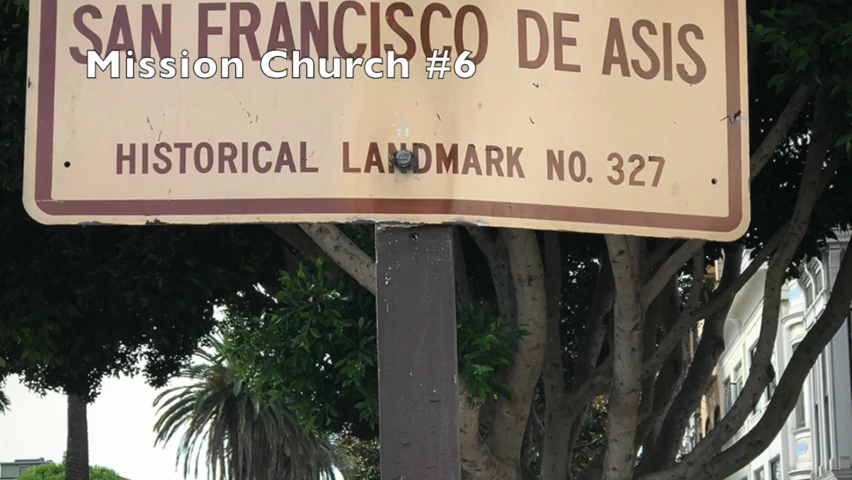 SAN FRANCISCO DE ASIS
Mission Church #6
HISTORICAL LANDMARK NO. 327